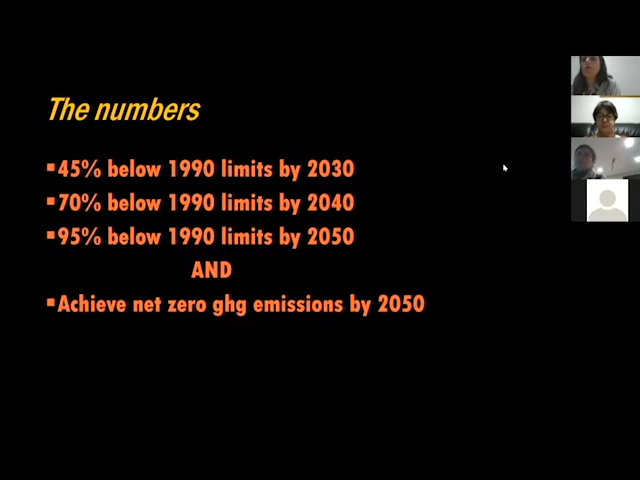 The numbers
▪45% below 1990 limits by 2030
▪70% below 1990 limits by 2040
▪95% below 1990 limits by 2050
AND
▪Achieve net zero ghg emissions by 2050